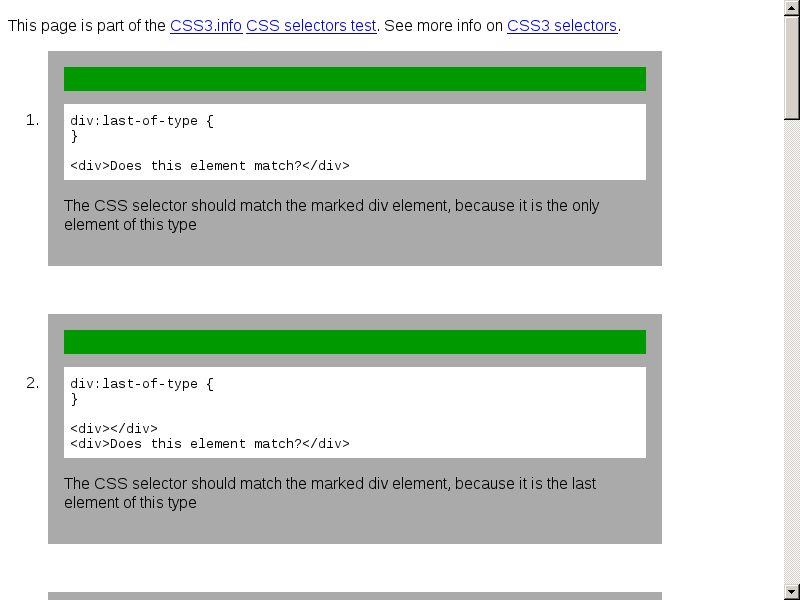 This page is part of the CSS3.info CSS selectors test. See more info on CSS3 selectors.
1.
div:last-of-type {
}
<div>Does this element match?</div>
The CSS selector should match the marked div element, because it is the only
element of this type
2.
div:last-of-type {
}
<div></div>
<div>Does this element match?</div>
The CSS selector should match the marked div element, because it is the last
element of this type